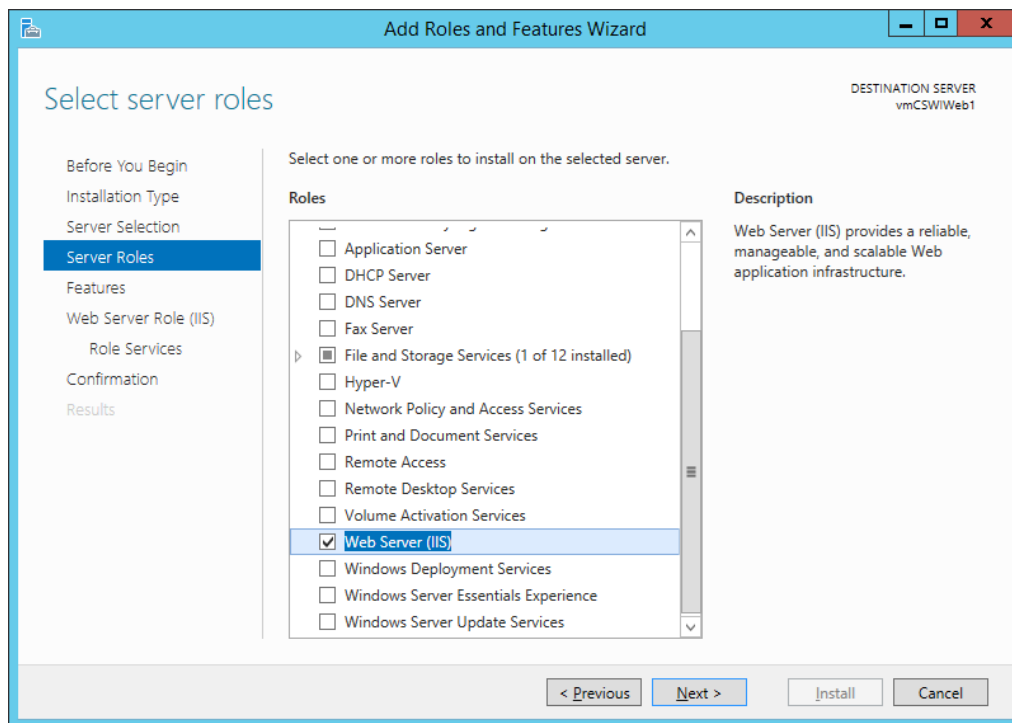 Add Roles and Features Wizard
Select server roles
DESTINATION SERVER
vmCSWIWeb1
Before You Begin
Installation Type
Server Selection
Server Roles
Features
Web Server Role (IIS)
Role Services
Confirmation
Results
Select one or more roles to install on the selected server.
Roles
Application Server
DHCP Server
DNS Server
Fax Server
File and Storage Services (1 of 12 installed)
Hyper-V
Network Policy and Access Services
Print and Document Services
Remote Access
Remote Desktop Services
Volume Activation Services
Web Server (IIS)
Windows Deployment Services
Windows Server Essentials Experience
Windows Server Update Services
Description
Web Server (IIS) provides a reliable,
manageable, and scalable Web
application infrastructure.
< Previous
Next >
Install
Cancel